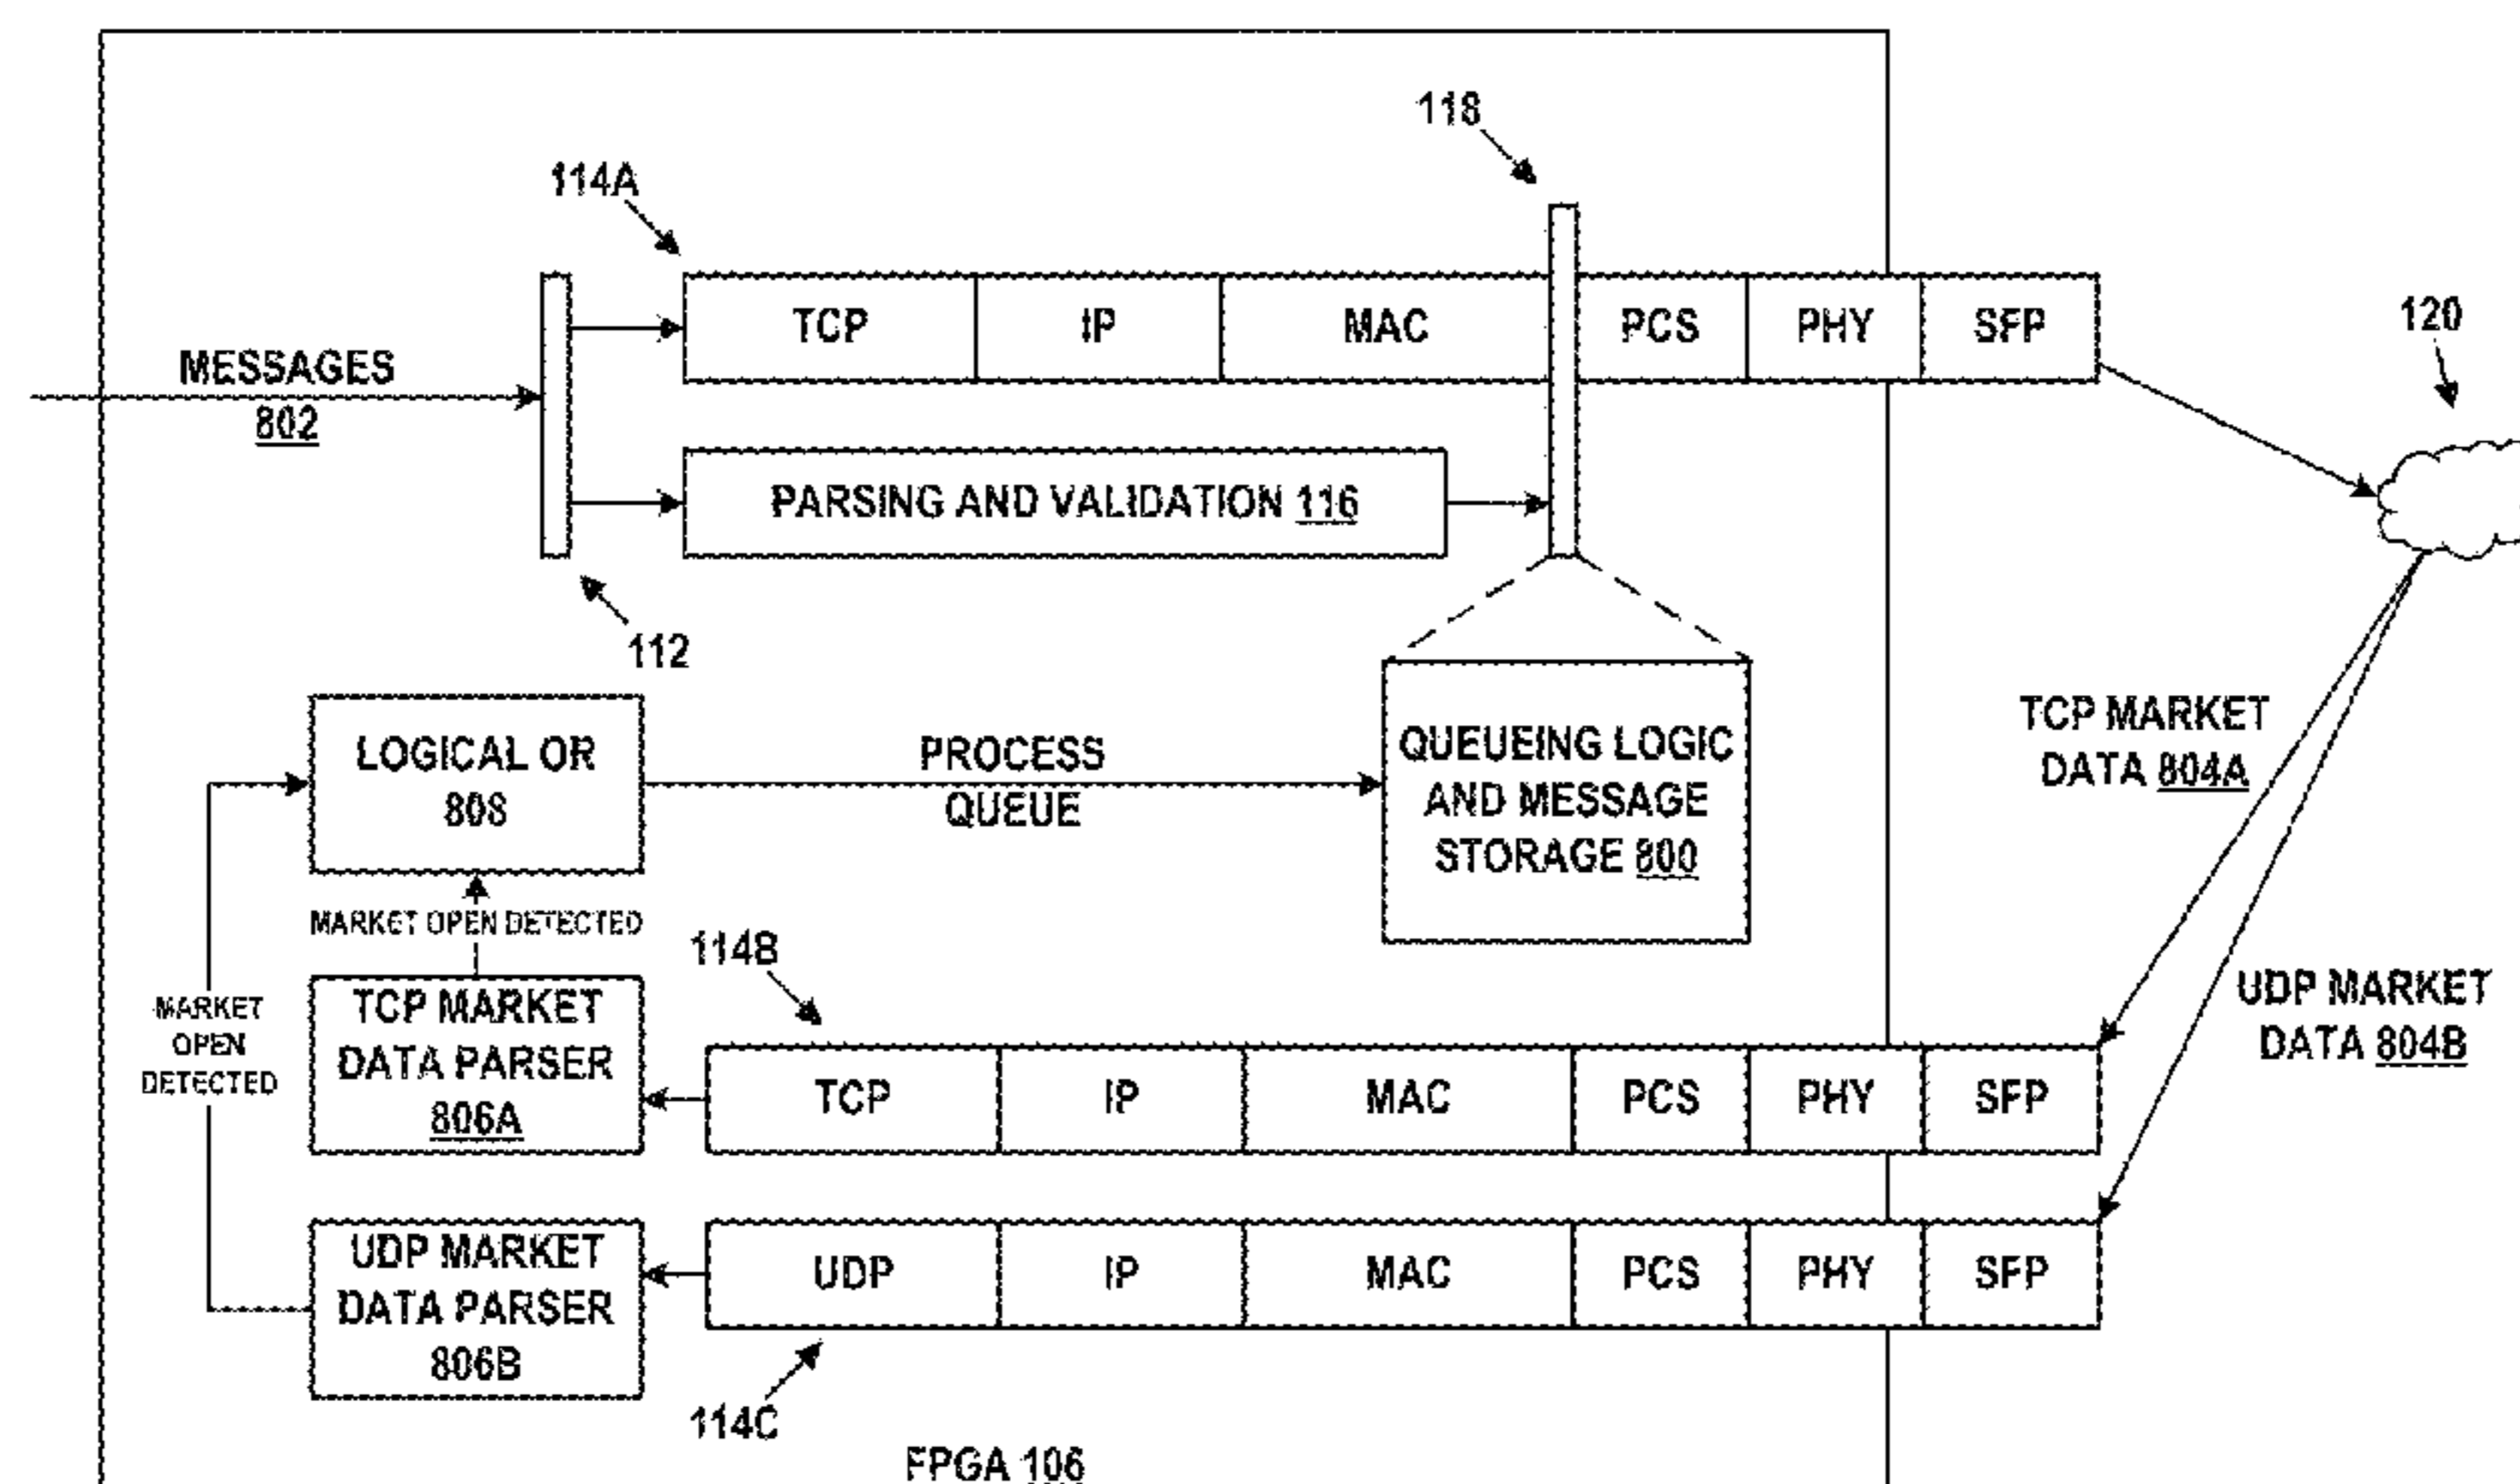 118
114A
TCP IP MAC PCS PHY SFP
120
MESSAGES
802
PARSING AND VALIDATION 116
112
LOGICAL OR
808
PROCESS
QUEUE
QUEUEING LOGIC
AND MESSAGE
STORAGE 800
TCP MARKET
DATA 804A
MARKET OPEN DETECTED
114B
MARKET
OPEN
DETECTED
TCP MARKET
DATA PARSER
806A
TCP IP MAC PCS PHY SFP
UDP MARKET
DATA 804B
UDP MARKET
DATA PARSER
806B
UDP IP MAC PCS PHY SFP
114C
FPGA 106